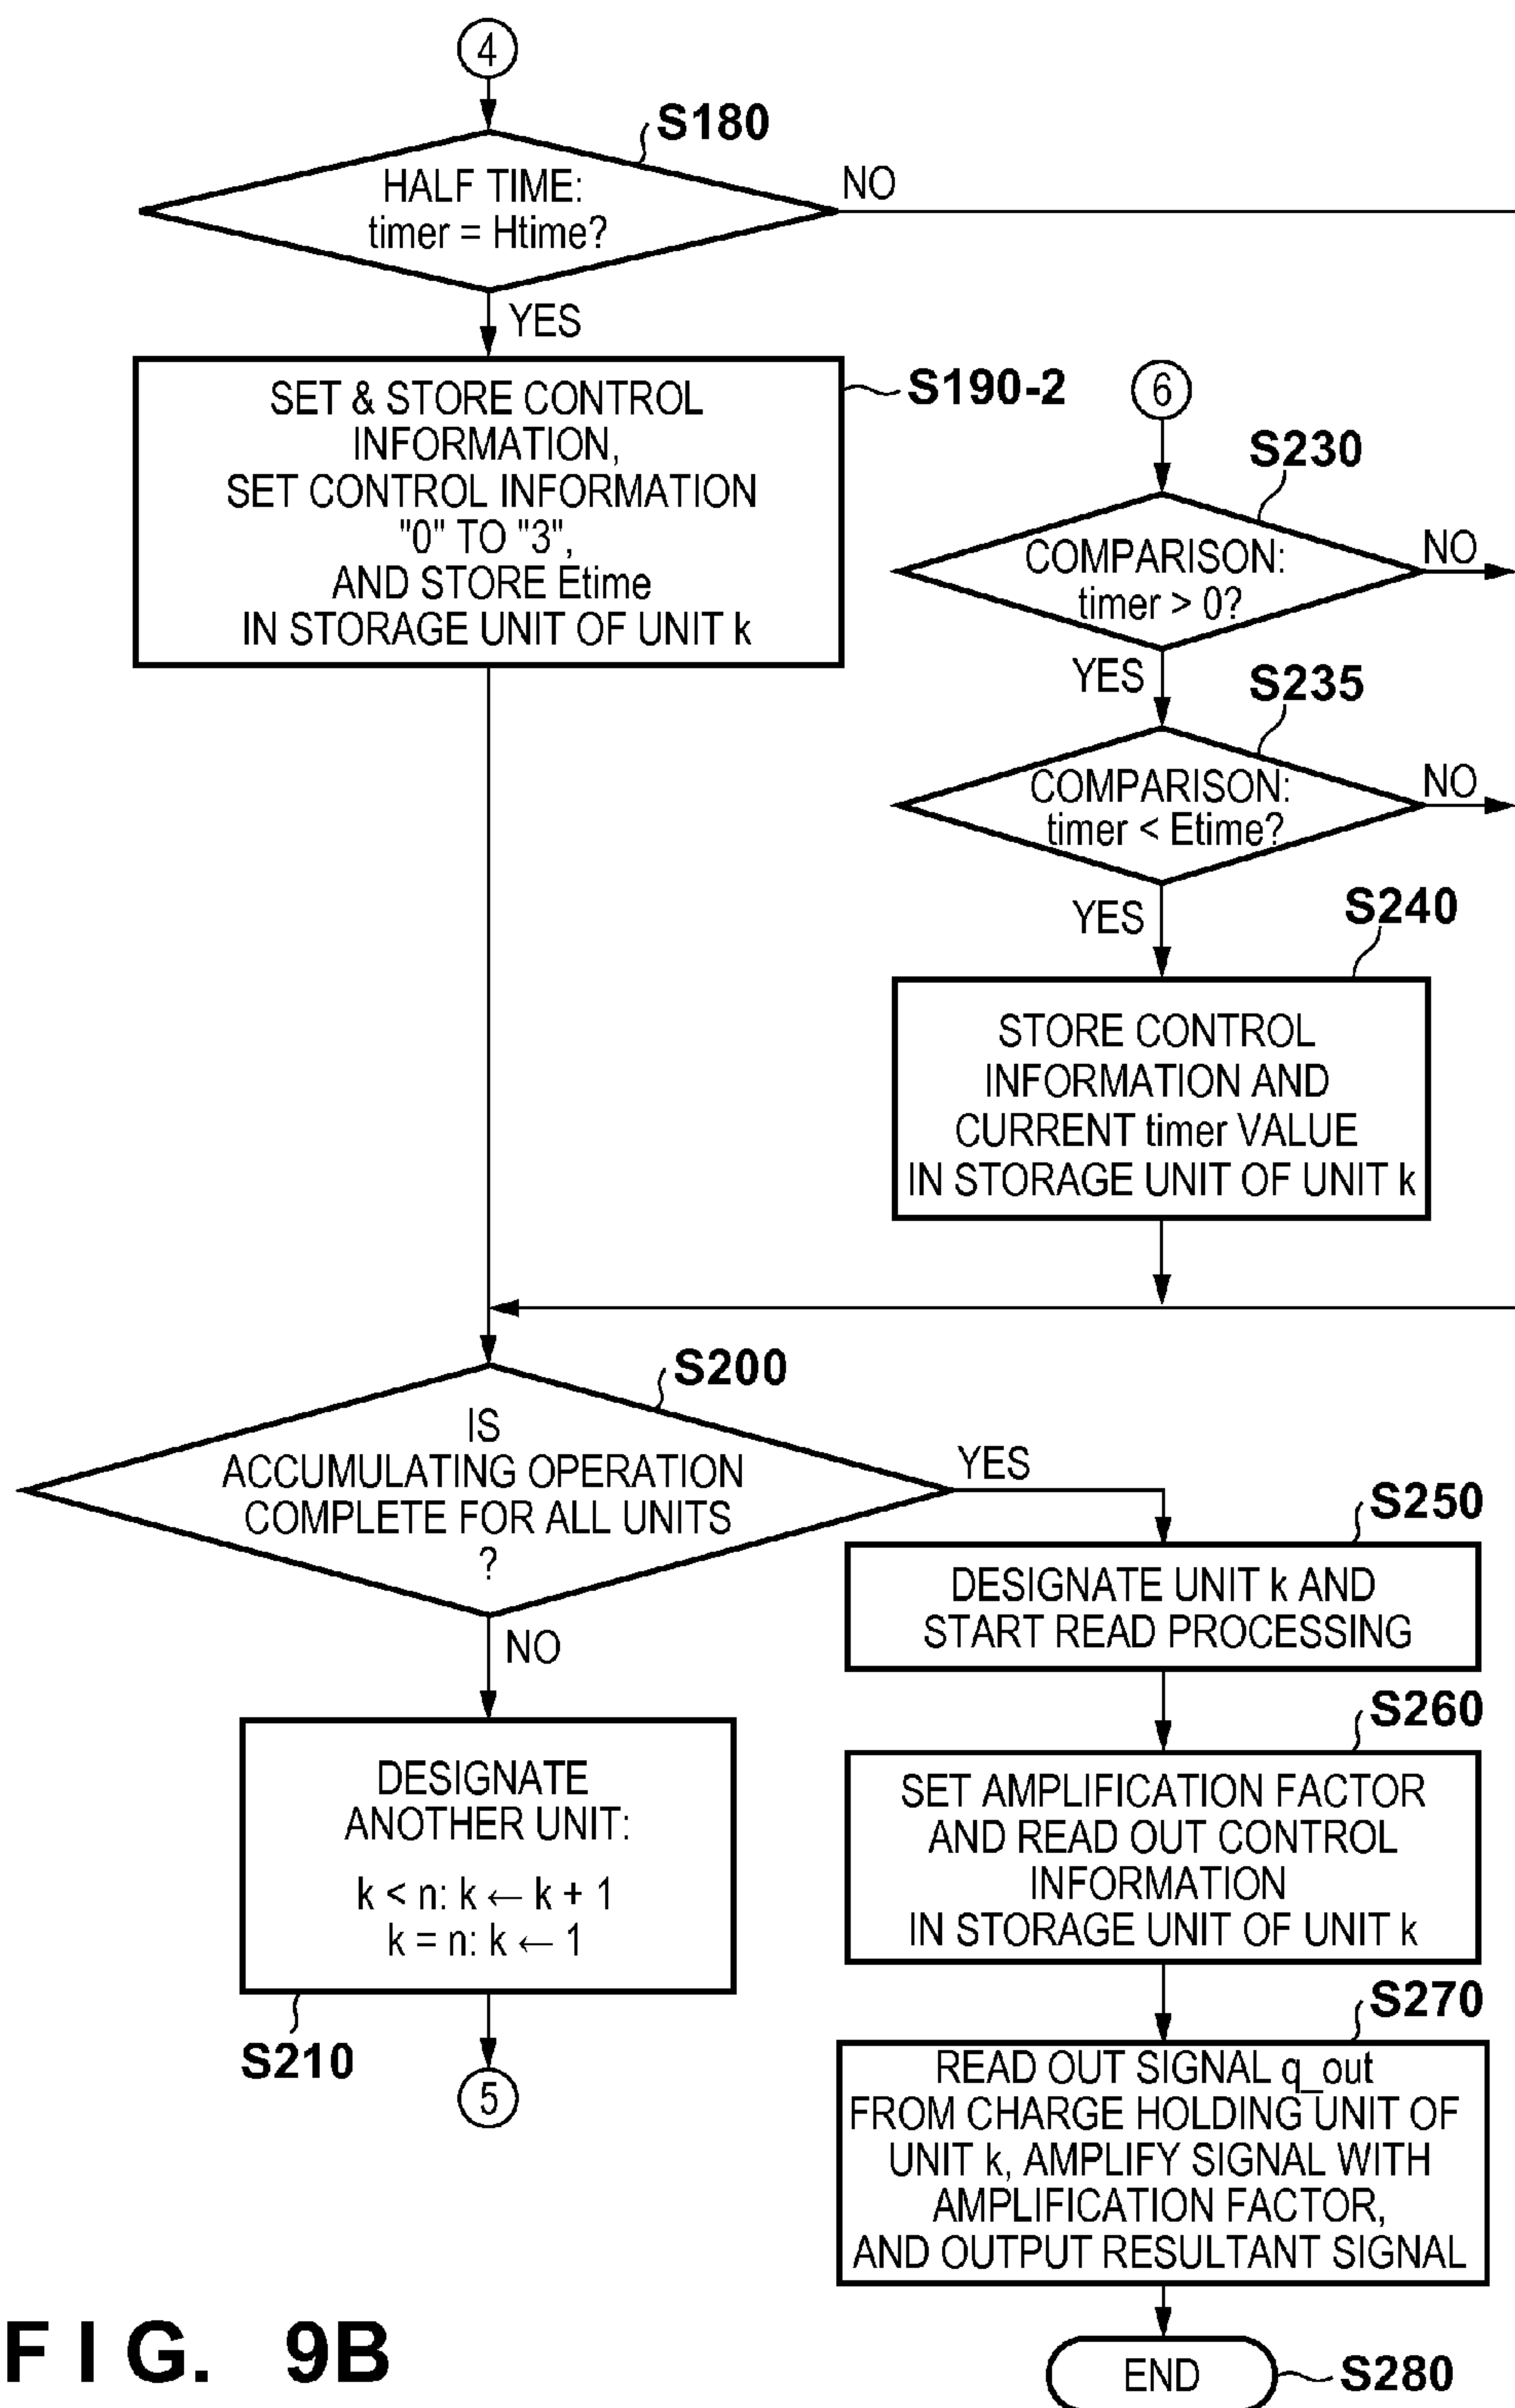 4
S180
HALF TIME:
timer = Htime?
NO
YES
SET & STORE CONTROL
INFORMATION,
SET CONTROL INFORMATION
"0" TO "3",
AND STORE Etime
IN STORAGE UNIT OF UNIT k
S190-2
6
S230
COMPARISON:
timer > 0?
NO
YES
S235
COMPARISON:
timer < Etime?
NO
YES
S240
STORE CONTROL
INFORMATION AND
CURRENT timer VALUE
IN STORAGE UNIT OF UNIT k
S200
IS
ACCUMULATING OPERATION
COMPLETE FOR ALL UNITS
?
YES
NO
S250
DESIGNATE UNIT k AND
START READ PROCESSING
S260
SET AMPLIFICATION FACTOR
AND READ OUT CONTROL
INFORMATION
IN STORAGE UNIT OF UNIT k
DESIGNATE
ANOTHER UNIT:
k < n: k ← k + 1
k = n: k ← 1
S210
5
S270
READ OUT SIGNAL q_out
FROM CHARGE HOLDING UNIT OF
UNIT k, AMPLIFY SIGNAL WITH
AMPLIFICATION FACTOR,
AND OUTPUT RESULTANT SIGNAL
END
S280
FIG. 9B